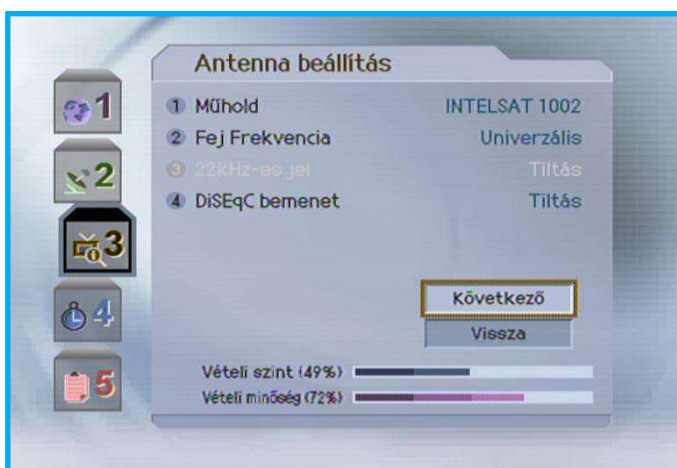 Antenna beállítás
1
1 Műhold INTELSAT 1002
2 Fej Frekvencia Univerzális
2
3 22kHz-es jel Tiltás
4 DiSEqC bemenet Tiltás
3
4
Következő
Vissza
5
Vételi szint (49%)
Vételi minőség (72%)